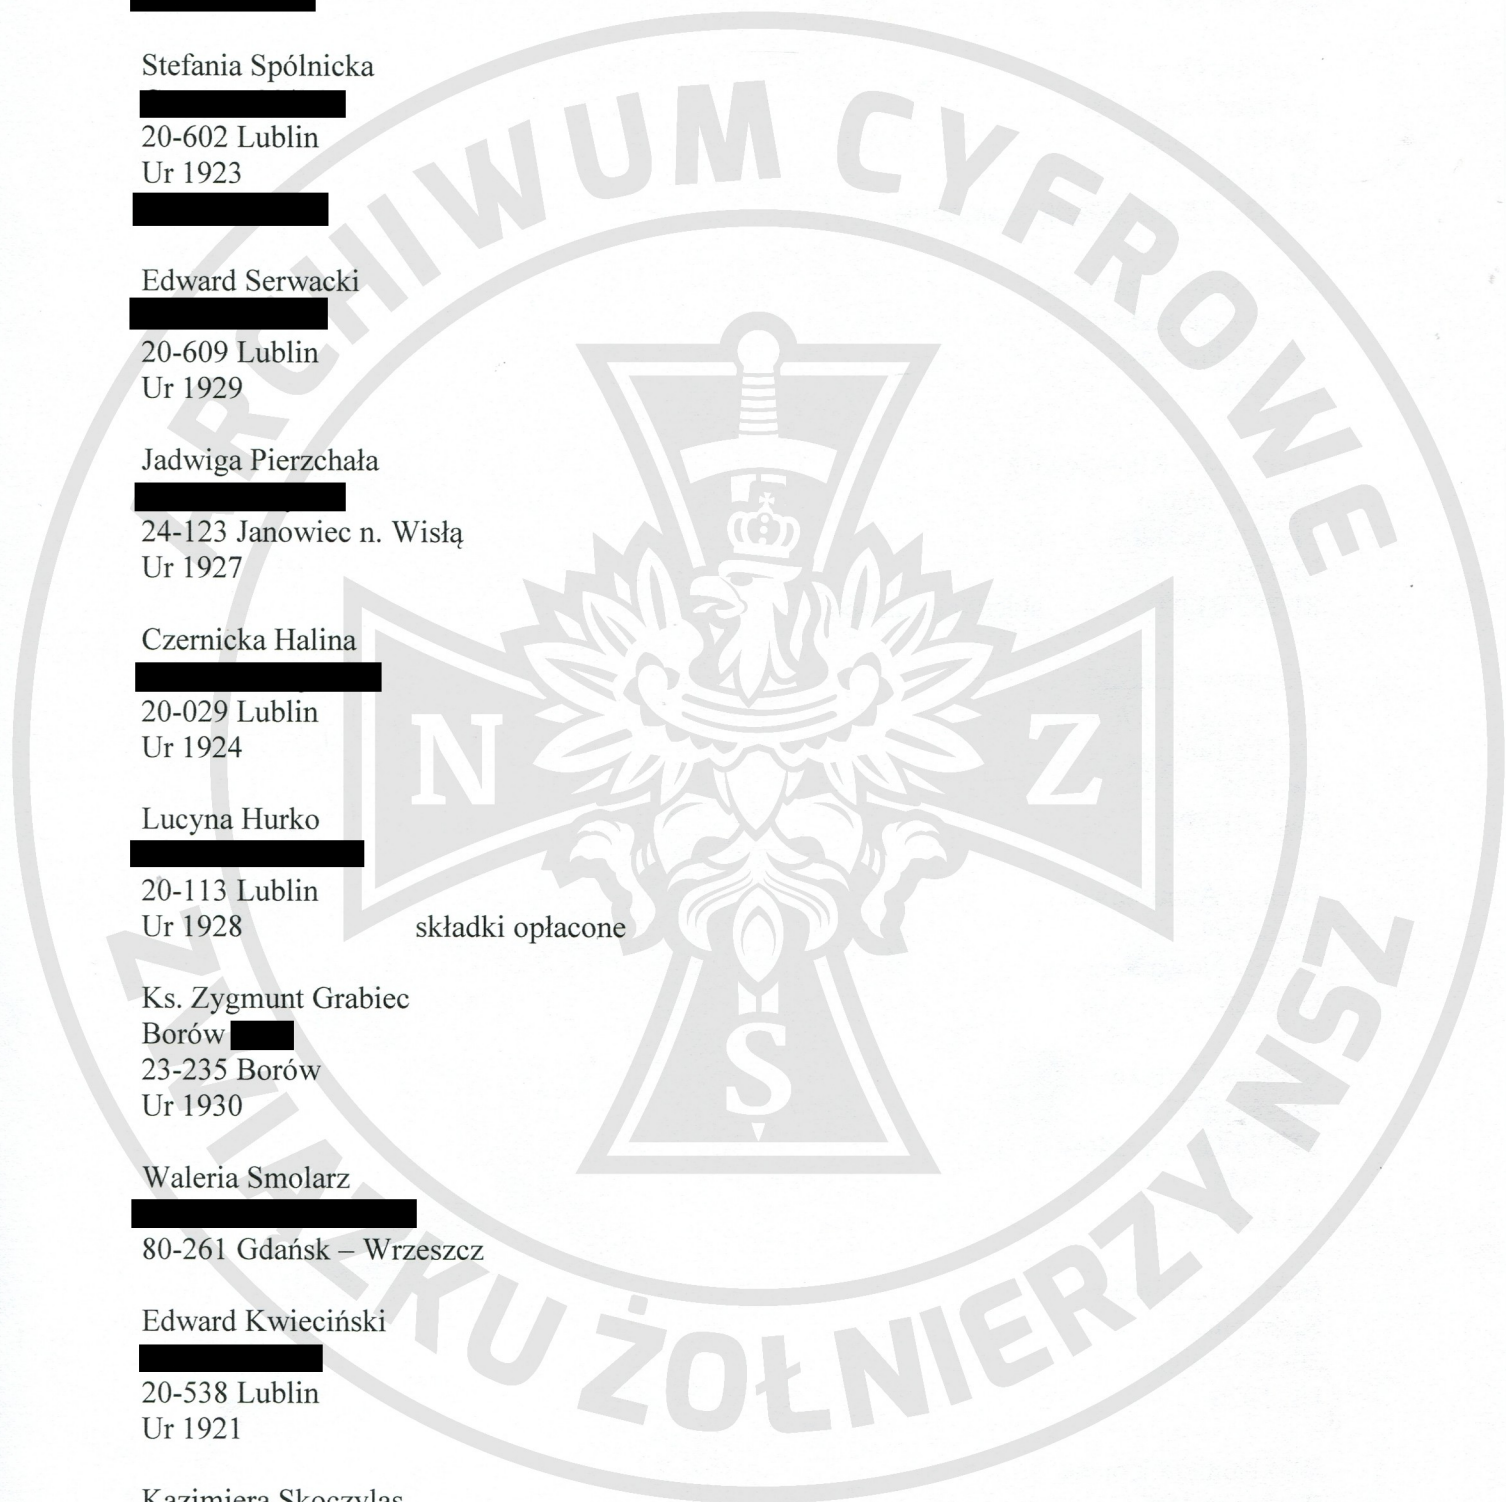 Stefania Spólnicka
20-602 Lublin
Ur 1923
Edward Serwacki
20-609 Lublin
Ur 1929
Jadwiga Pierzchała
24-123 Janowiec n. Wisłą
Ur 1927
Czernicka Halina
20-029 Lublin
Ur 1924
Lucyna Hurko
20-113 Lublin
Ur 1928 składki opłacone
Ks. Zygmunt Grabiec
Borów
23-235 Borów
Ur 1930
Waleria Smolarz
80-261 Gdańsk – Wrzeszcz
Edward Kwieciński
20-538 Lublin
Ur 1921
Kazimiera Skoczylas
ARCHIWUM CYFROWE
ZWIĄZKU ŻOŁNIERZY NSZ
N Z
S